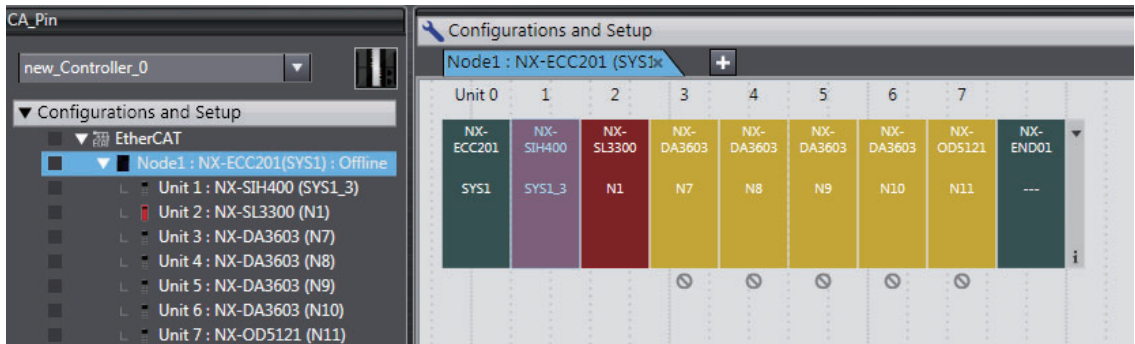 CA_Pin
new_Controller_0
Configurations and Setup
EtherCAT
Node1 : NX-ECC201(SYS1) : Offline
Unit 1 : NX-SIH400 (SYS1_3)
Unit 2 : NX-SL3300 (N1)
Unit 3 : NX-DA3603 (N7)
Unit 4 : NX-DA3603 (N8)
Unit 5 : NX-DA3603 (N9)
Unit 6 : NX-DA3603 (N10)
Unit 7 : NX-OD5121 (N11)
Configurations and Setup
Node1 : NX-ECC201 (SYS1
Unit 0 1 2 3 4 5 6 7
NX- NX- NX- NX- NX- NX- NX- NX- NX-
ECC201 SIH400 SL3300 DA3603 DA3603 DA3603 DA3603 OD5121 END01
SYS1 SYS1_3 N1 N7 N8 N9 N10 N11 ---
i